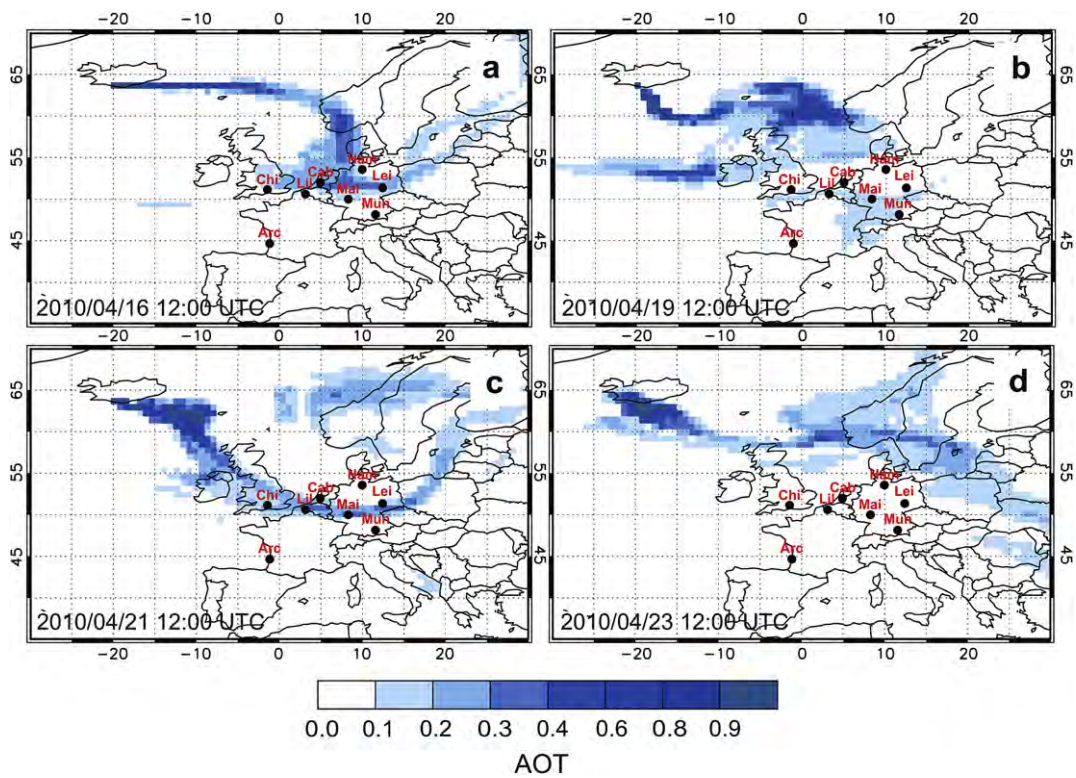 −20 −10 0 10 20 −20 −10 0 10 20
a b
65 65
55 55
45 45
Ham Ham
Chi Cab Lei Chi Cab Lei
Lil Mai Lil Mai
Mun Mun
Arc Arc
2010/04/16 12:00 UTC 2010/04/19 12:00 UTC
c d
65 65
55 55
45 45
Ham Ham
Chi Cab Lei Chi Cab Lei
Lil Mai Lil Mai
Mun Mun
Arc Arc
2010/04/21 12:00 UTC 2010/04/23 12:00 UTC
−20 −10 0 10 20 −20 −10 0 10 20
0.0 0.1 0.2 0.3 0.4 0.6 0.8 0.9
AOT